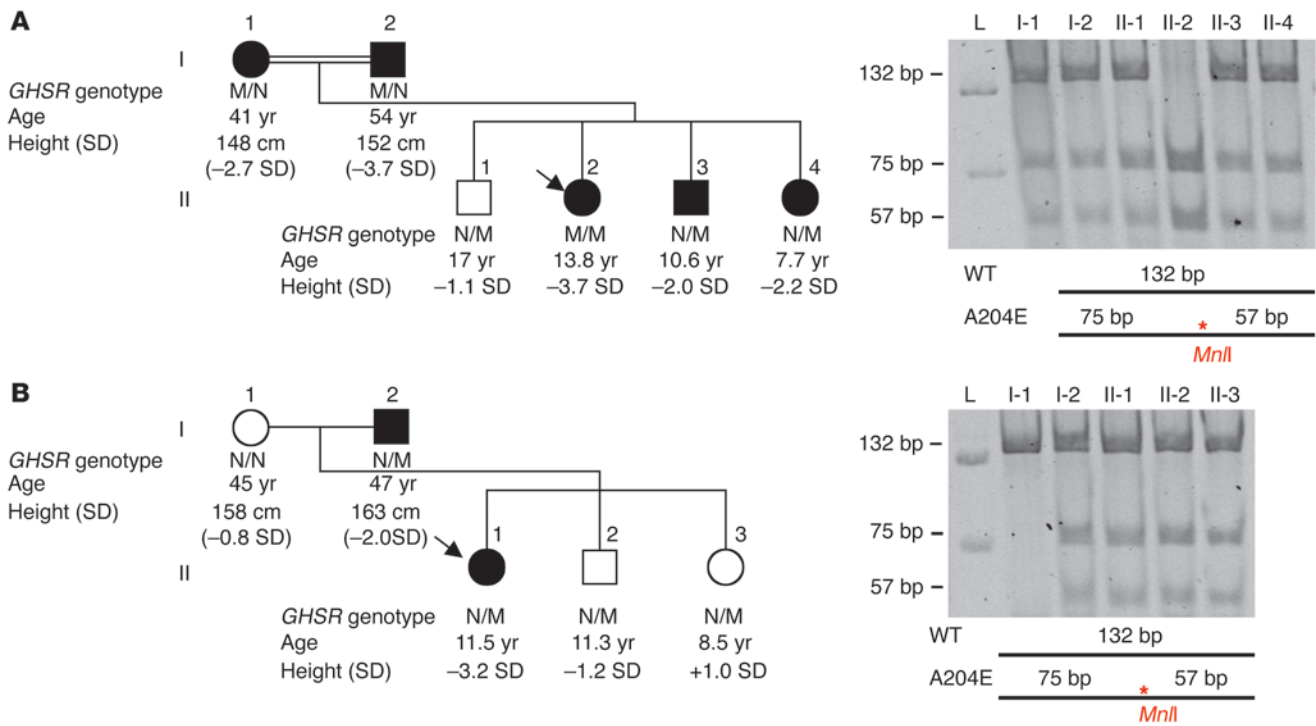 A
1 2
I
GHSR genotype M/N M/N
Age 41 yr 54 yr
Height (SD) 148 cm 152 cm
(–2.7 SD) (–3.7 SD)
1 2 3 4
II
GHSR genotype N/M M/M N/M N/M
Age 17 yr 13.8 yr 10.6 yr 7.7 yr
Height (SD) –1.1 SD –3.7 SD –2.0 SD –2.2 SD
L I-1 I-2 II-1 II-2 II-3 II-4
132 bp –
75 bp –
57 bp –
WT 132 bp
A204E 75 bp * 57 bp
MnlI
B
1 2
I
GHSR genotype N/N N/M
Age 45 yr 47 yr
Height (SD) 158 cm 163 cm
(–0.8 SD) (–2.0SD)
1 2 3
II
GHSR genotype N/M N/M N/M
Age 11.5 yr 11.3 yr 8.5 yr
Height (SD) –3.2 SD –1.2 SD +1.0 SD
L I-1 I-2 II-1 II-2 II-3
132 bp –
75 bp –
57 bp –
WT 132 bp
A204E 75 bp * 57 bp
MnlI